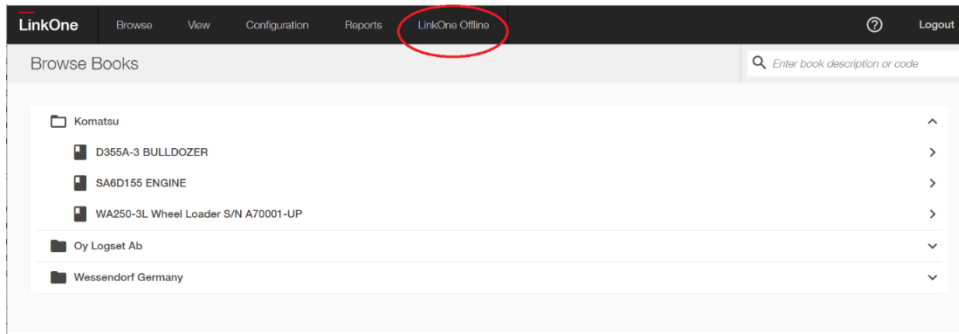 LinkOne Browse View Configuration Reports LinkOne Offline ? Logout
Browse Books Enter book description or code
Komatsu
D355A-3 BULLDOZER
SA6D155 ENGINE
WA250-3L Wheel Loader S/N A70001-UP
Oy Logset Ab
Wessendorf Germany